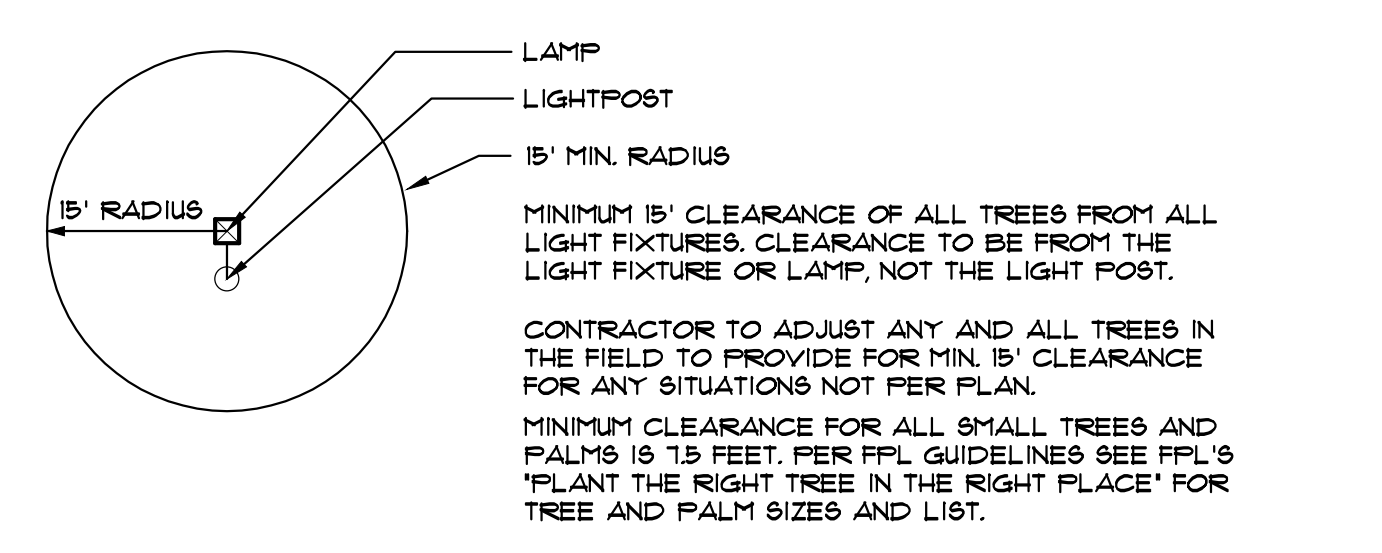 LAMP
LIGHTPOST
15' MIN. RADIUS
15' RADIUS
MINIMUM 15' CLEARANCE OF ALL TREES FROM ALL
LIGHT FIXTURES. CLEARANCE TO BE FROM THE
LIGHT FIXTURE OR LAMP, NOT THE LIGHT POST.
CONTRACTOR TO ADJUST ANY AND ALL TREES IN
THE FIELD TO PROVIDE FOR MIN. 15' CLEARANCE
FOR ANY SITUATIONS NOT PER PLAN.
MINIMUM CLEARANCE FOR ALL SMALL TREES AND
PALMS IS 7.5 FEET. PER FPL GUIDELINES SEE FPL'S
"PLANT THE RIGHT TREE IN THE RIGHT PLACE" FOR
TREE AND PALM SIZES AND LIST.